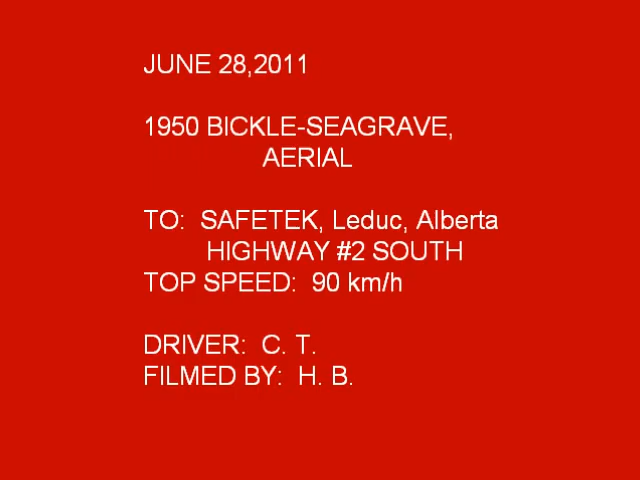 JUNE 28,2011
1950 BICKLE-SEAGRAVE,
AERIAL
TO: SAFETEK, Leduc, Alberta
HIGHWAY #2 SOUTH
TOP SPEED: 90 km/h
DRIVER: C. T.
FILMED BY: H. B.